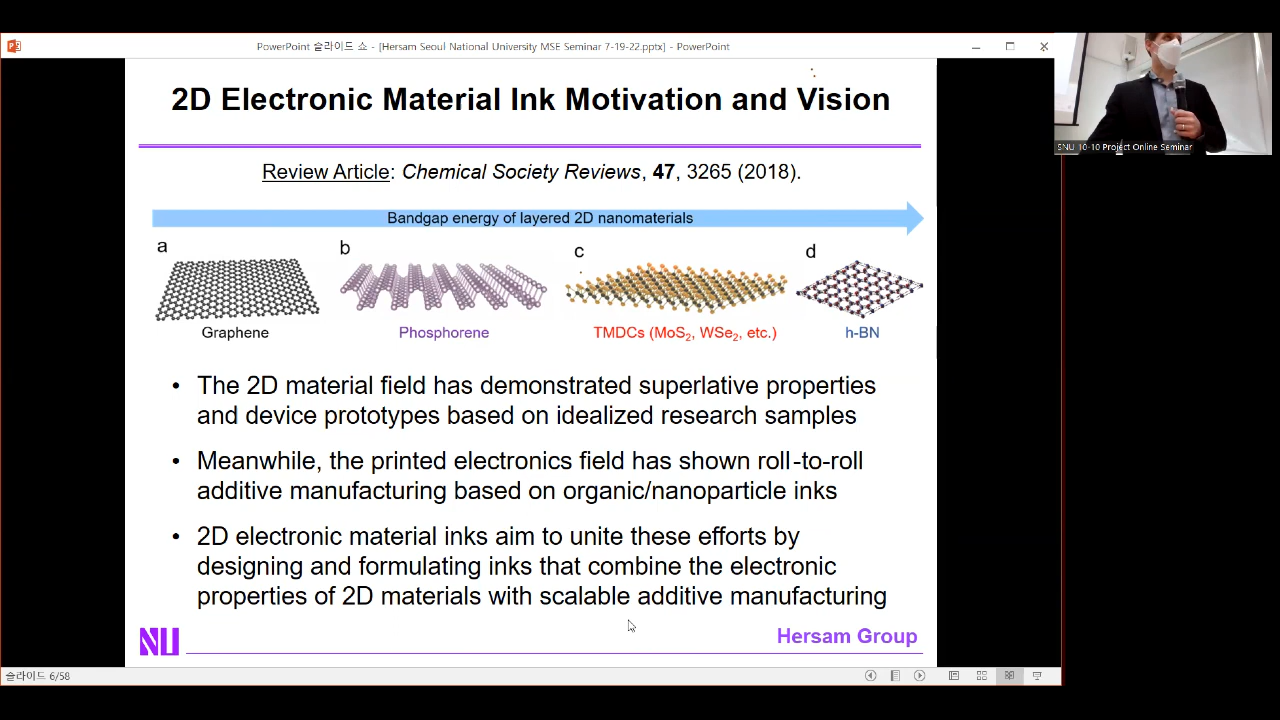 PowerPoint 슬라이드 쇼 - [Hersam Seoul National University MSE Seminar 7-19-22.pptx] - PowerPoint
2D Electronic Material Ink Motivation and Vision
Review Article: Chemical Society Reviews, 47, 3265 (2018).
Bandgap energy of layered 2D nanomaterials
a b c d
Graphene Phosphorene TMDCs (MoS₂, WSe₂, etc.) h-BN
• The 2D material field has demonstrated superlative properties
and device prototypes based on idealized research samples
• Meanwhile, the printed electronics field has shown roll-to-roll
additive manufacturing based on organic/nanoparticle inks
• 2D electronic material inks aim to unite these efforts by
designing and formulating inks that combine the electronic
properties of 2D materials with scalable additive manufacturing
NU
Hersam Group
슬라이드 6/58
SNU 10-10 Project Online Seminar